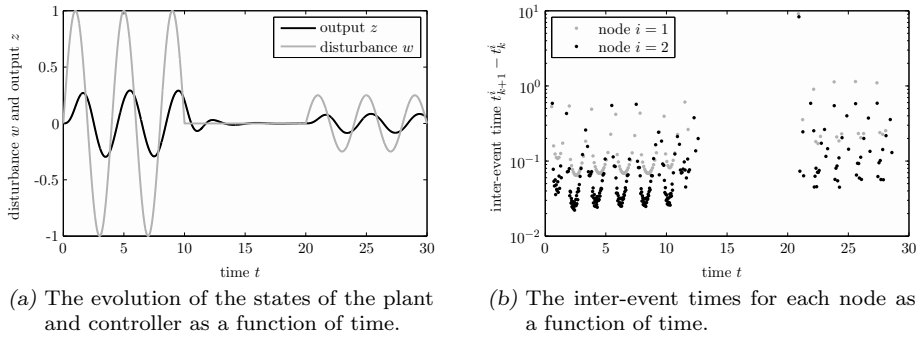 1
0.5
0
-0.5
-1
disturbance w and output z
output z
disturbance w
0 5 10 15 20 25 30
time t
(a) The evolution of the states of the plant
and controller as a function of time.
10^1
10^0
10^{-1}
10^{-2}
inter-event time t^i_{k+1} − t^i_k
node i = 1
node i = 2
0 5 10 15 20 25 30
time t
(b) The inter-event times for each node as
a function of time.